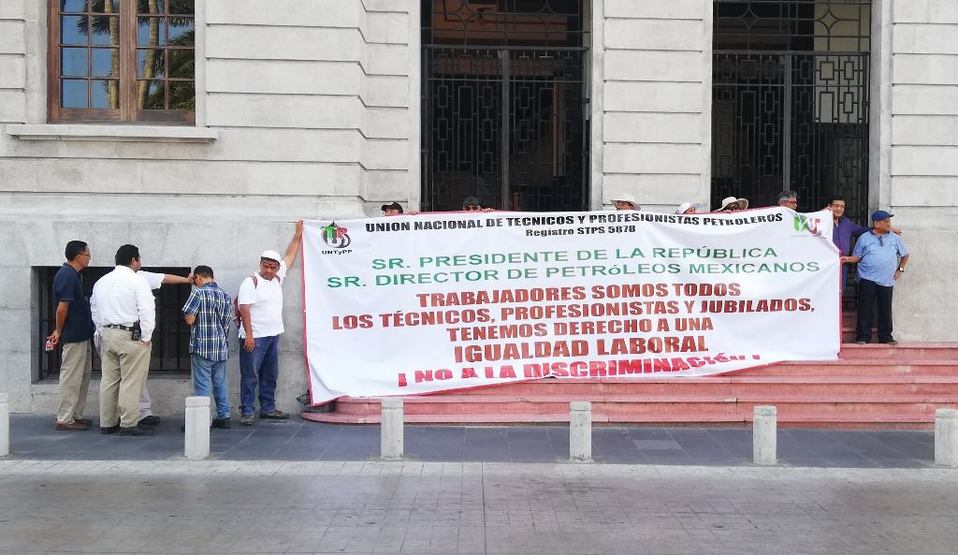 UNTyPP
UNION NACIONAL DE TECNICOS Y PROFESIONISTAS PETROLEROS
Registro STPS 5878
SR. PRESIDENTE DE LA REPÚBLICA
SR. DIRECTOR DE PETRóLEOS MEXICANOS
TRABAJADORES SOMOS TODOS
LOS TÉCNICOS, PROFESIONISTAS Y JUBILADOS,
TENEMOS DERECHO A UNA
IGUALDAD LABORAL
¡ NO A LA DISCRIMINACIÓN !